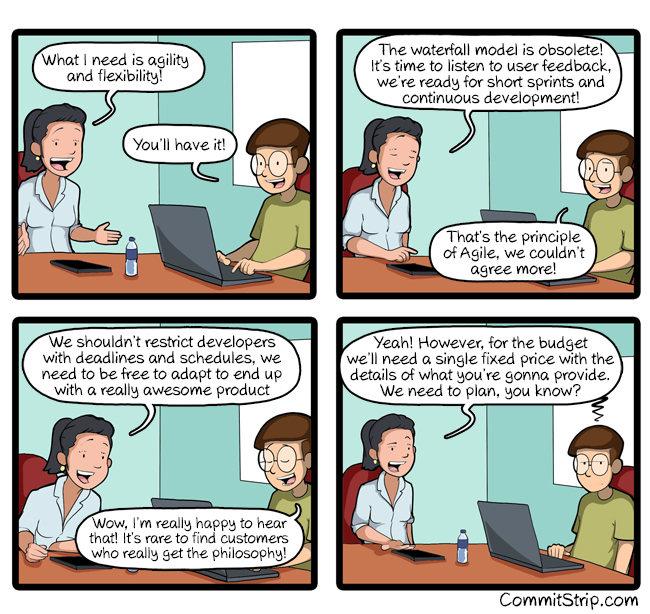 What I need is agility
and flexibility!
You'll have it!
The waterfall model is obsolete!
It's time to listen to user feedback,
we're ready for short sprints and
continuous development!
That's the principle
of Agile, we couldn't
agree more!
We shouldn't restrict developers
with deadlines and schedules, we
need to be free to adapt to end up
with a really awesome product
Wow, I'm really happy to hear
that! It's rare to find customers
who really get the philosophy!
Yeah! However, for the budget
we'll need a single fixed price with the
details of what you're gonna provide.
We need to plan, you know?
CommitStrip.com